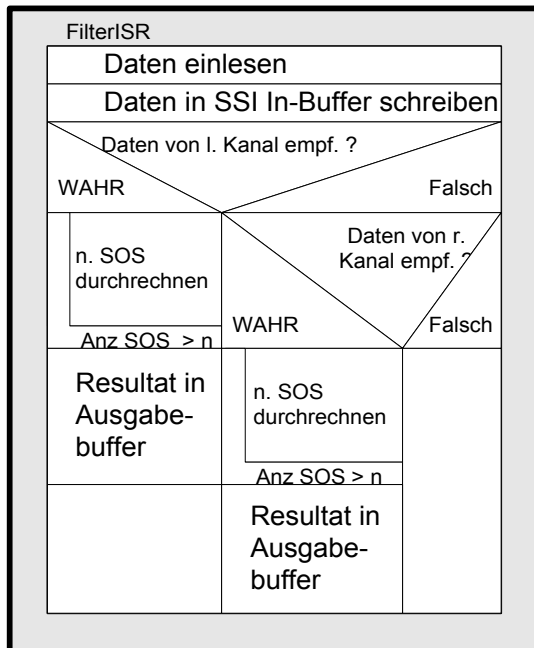 FilterISR
Daten einlesen
Daten in SSI In-Buffer schreiben
Daten von l. Kanal empf. ?
WAHR
Falsch
n. SOS
durchrechnen
Anz SOS > n
Resultat in
Ausgabe-
buffer
Daten von r.
Kanal empf. ?
WAHR
Falsch
n. SOS
durchrechnen
Anz SOS > n
Resultat in
Ausgabe-
buffer